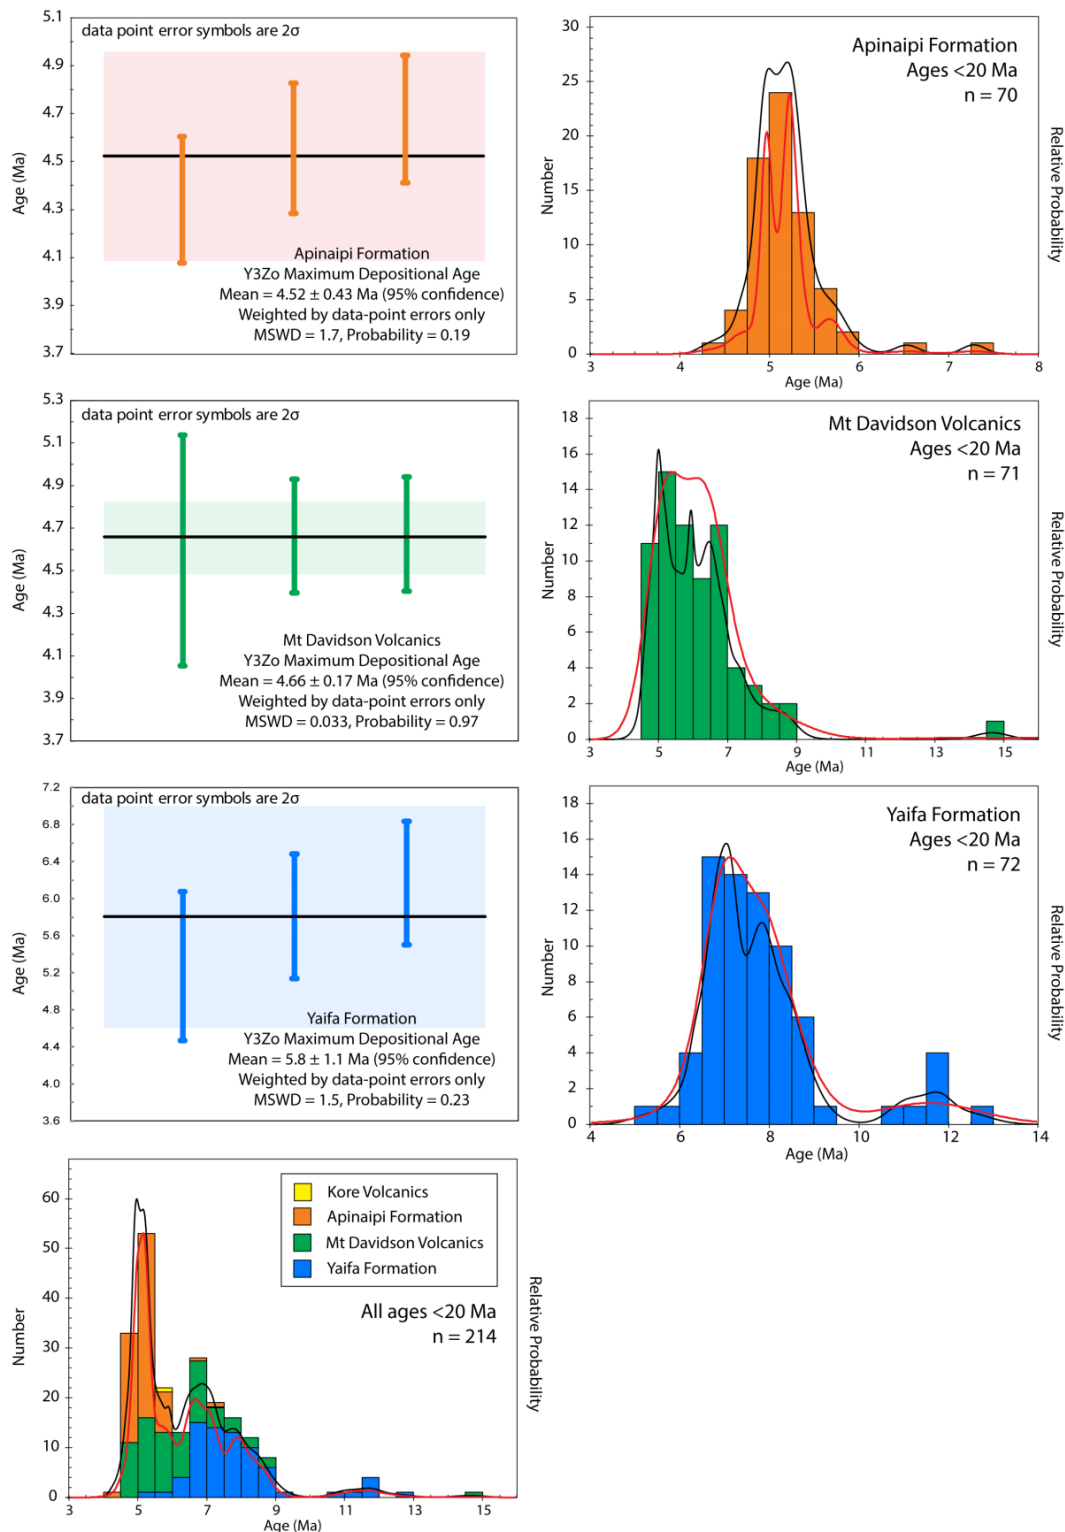 data point error symbols are 2σ
5.1
4.9
4.7
4.5
4.3
4.1
3.9
3.7
Age (Ma)
Apinaipi Formation
Y3Zo Maximum Depositional Age
Mean = 4.52 ± 0.43 Ma (95% confidence)
Weighted by data-point errors only
MSWD = 1.7, Probability = 0.19
Apinaipi Formation
Ages <20 Ma
n = 70
30
25
20
15
10
5
0
Number
Relative Probability
3 4 5 6 7 8
Age (Ma)
data point error symbols are 2σ
5.3
5.1
4.9
4.7
4.5
4.3
4.1
3.9
3.7
Age (Ma)
Mt Davidson Volcanics
Y3Zo Maximum Depositional Age
Mean = 4.66 ± 0.17 Ma (95% confidence)
Weighted by data-point errors only
MSWD = 0.033, Probability = 0.97
Mt Davidson Volcanics
Ages <20 Ma
n = 71
18
16
14
12
10
8
6
4
2
0
Number
Relative Probability
3 5 7 9 11 13 15
Age (Ma)
data point error symbols are 2σ
7.2
6.8
6.4
6.0
5.6
5.2
4.8
4.4
4.0
3.6
Age (Ma)
Yaifa Formation
Y3Zo Maximum Depositional Age
Mean = 5.8 ± 1.1 Ma (95% confidence)
Weighted by data-point errors only
MSWD = 1.5, Probability = 0.23
Yaifa Formation
Ages <20 Ma
n = 72
18
16
14
12
10
8
6
4
2
0
Number
Relative Probability
4 6 8 10 12 14
Age (Ma)
Kore Volcanics
Apinaipi Formation
Mt Davidson Volcanics
Yaifa Formation
All ages <20 Ma
n = 214
60
50
40
30
20
10
0
Number
Relative Probability
3 5 7 9 11 13 15
Age (Ma)